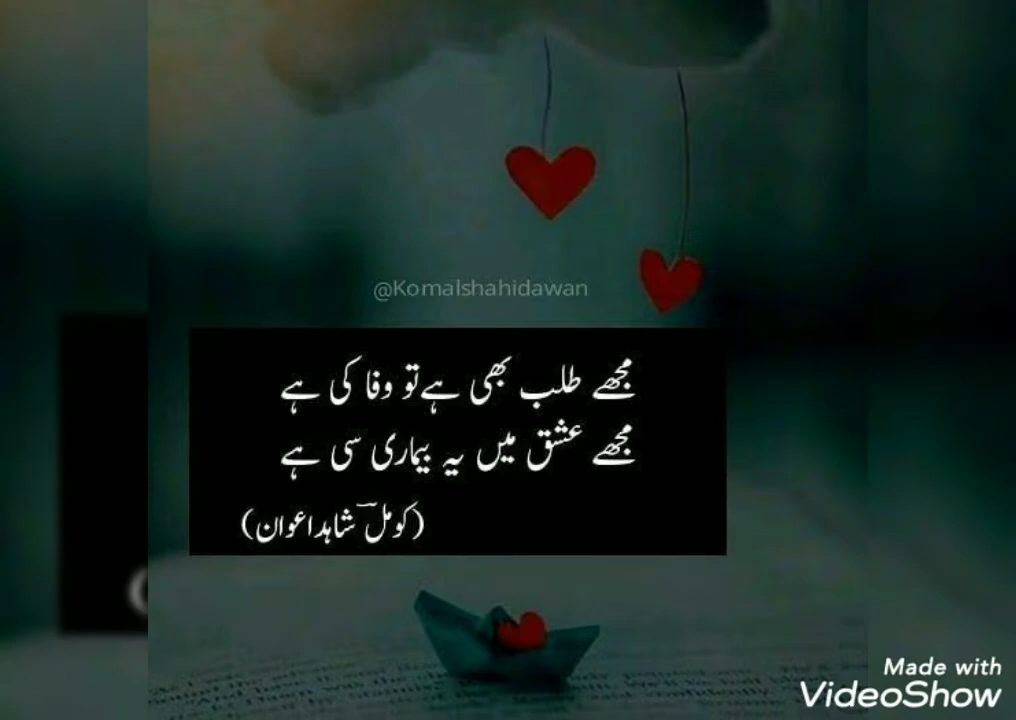 @Komalshahidawan
مجھے طلب بھی ہے تو وفا کی ہے
مجھے عشق میں یہ بیماری سی ہے
(کومل شاہد اعوان)
Made with
VideoShow